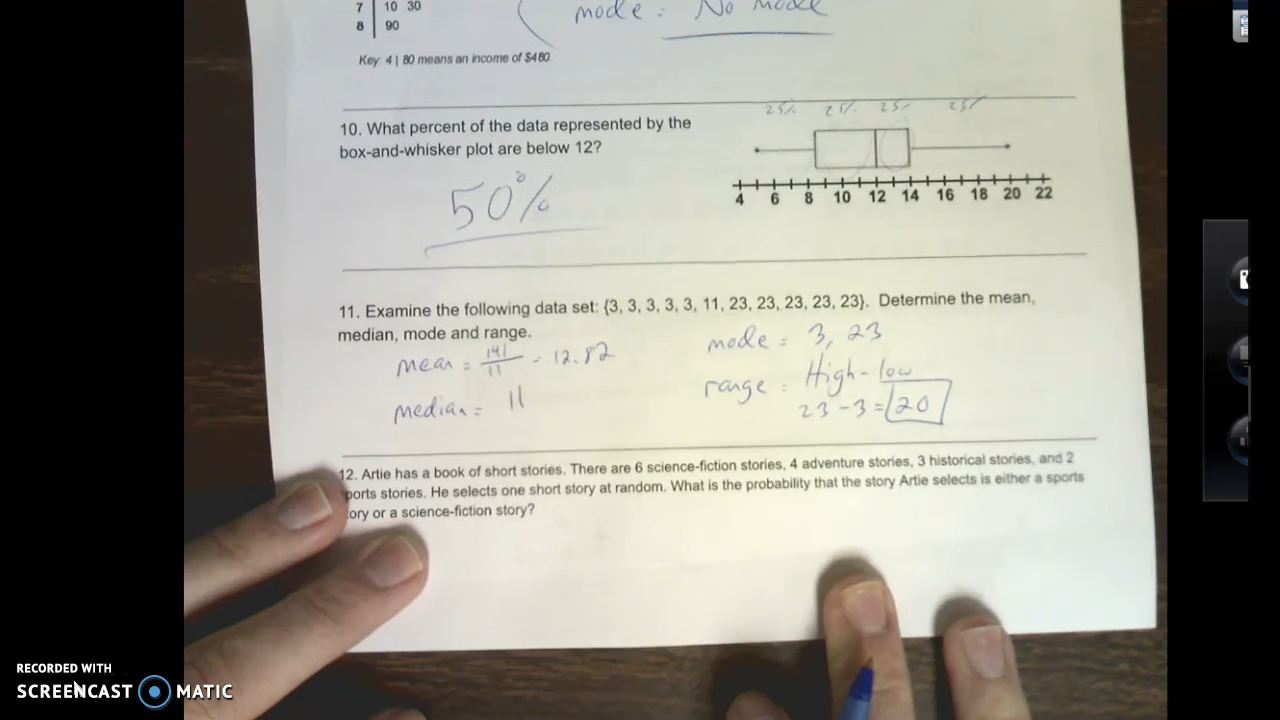 7 | 10 30
mode : No mode
8 | 90
Key: 4 | 80 means an income of $480
10. What percent of the data represented by the
box-and-whisker plot are below 12?
50%
25% 25% 25% 25%
4 6 8 10 12 14 16 18 20 22
11. Examine the following data set: {3, 3, 3, 3, 3, 11, 23, 23, 23, 23, 23}. Determine the mean,
median, mode and range.
mean = 141/11 = 12.82
median = 11
mode = 3, 23
range = High - low
23 - 3 = 20
12. Artie has a book of short stories. There are 6 science-fiction stories, 4 adventure stories, 3 historical stories, and 2
ports stories. He selects one short story at random. What is the probability that the story Artie selects is either a sports
ory or a science-fiction story?
RECORDED WITH
SCREENCAST MATIC